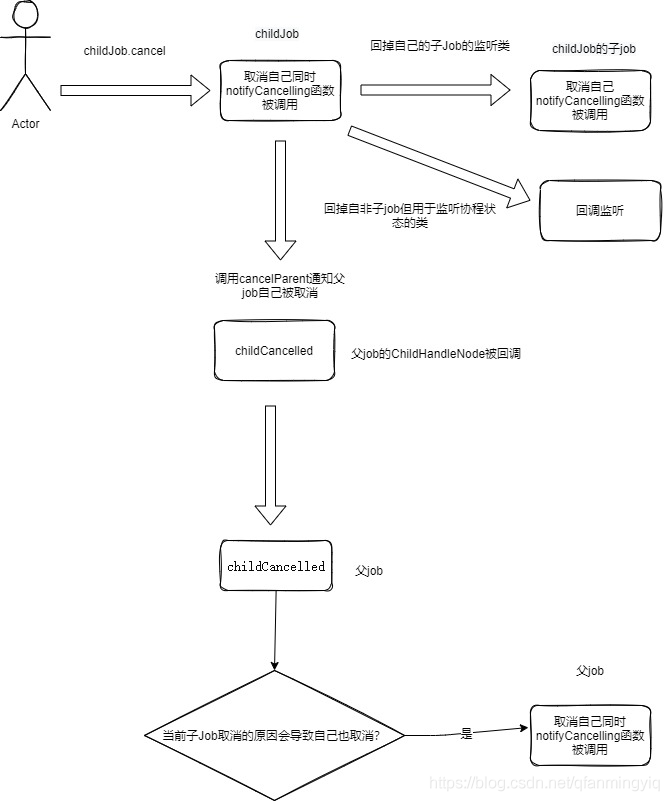 childJob
childJob.cancel
回掉自己的子Job的监听类
childJob的子job
取消自己同时
notifyCancelling函数
被调用
取消自己
notifyCancelling函数
被调用
Actor
回掉自非子job但用于监听协程状
态的类
回调监听
调用cancelParent通知父
job自己被取消
childCancelled
父job的ChildHandleNode被回调
childCancelled
父job
父job
当前子Job取消的原因会导致自己也取消?
是
取消自己同时
notifyCancelling函数
被调用
https://blog.csdn.net/qfanmingyiq